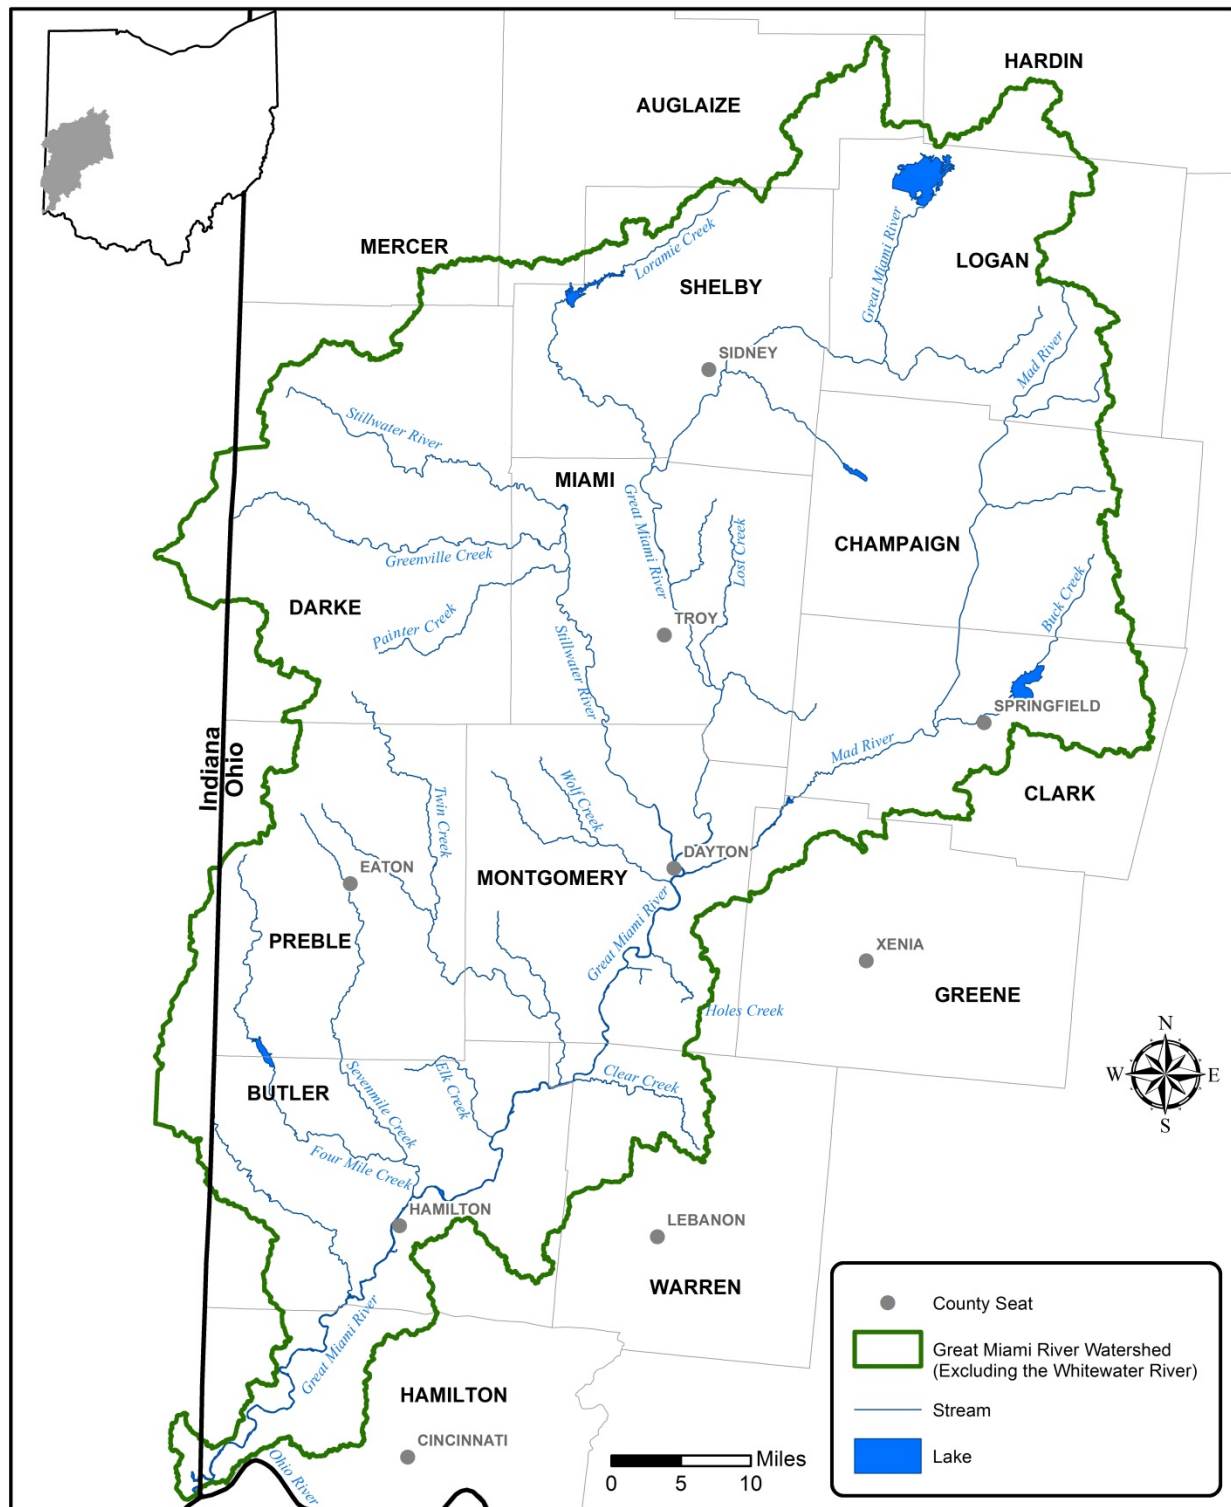 HARDIN
AUGLAIZE
MERCER
Loramie Creek
Great Miami River
LOGAN
SHELBY
SIDNEY
Mad River
Stillwater River
MIAMI
Great Miami River
Lost Creek
CHAMPAIGN
Greenville Creek
DARKE
Painter Creek
Stillwater River
TROY
Buck Creek
SPRINGFIELD
Mad River
CLARK
Indiana
Ohio
Twin Creek
Wolf Creek
DAYTON
EATON
MONTGOMERY
Great Miami River
PREBLE
XENIA
GREENE
Holes Creek
N
W
E
S
BUTLER
Sevenmile Creek
Elk Creek
Clear Creek
Four Mile Creek
HAMILTON
LEBANON
WARREN
Great Miami River
HAMILTON
CINCINNATI
Ohio River
Miles
0 5 10
County Seat
Great Miami River Watershed
(Excluding the Whitewater River)
Stream
Lake